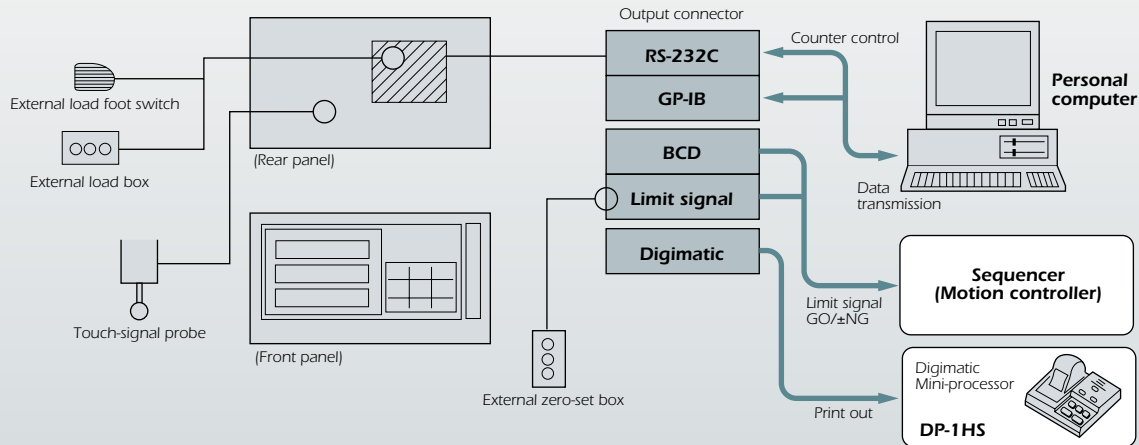 External load foot switch
External load box
Touch-signal probe
(Rear panel)
(Front panel)
Output connector
RS-232C
GP-IB
BCD
Limit signal
Digimatic
External zero-set box
Counter control
Data
transmission
Personal
computer
Limit signal
GO/±NG
Sequencer
(Motion controller)
Print out
Digimatic
Mini-processor
DP-1HS